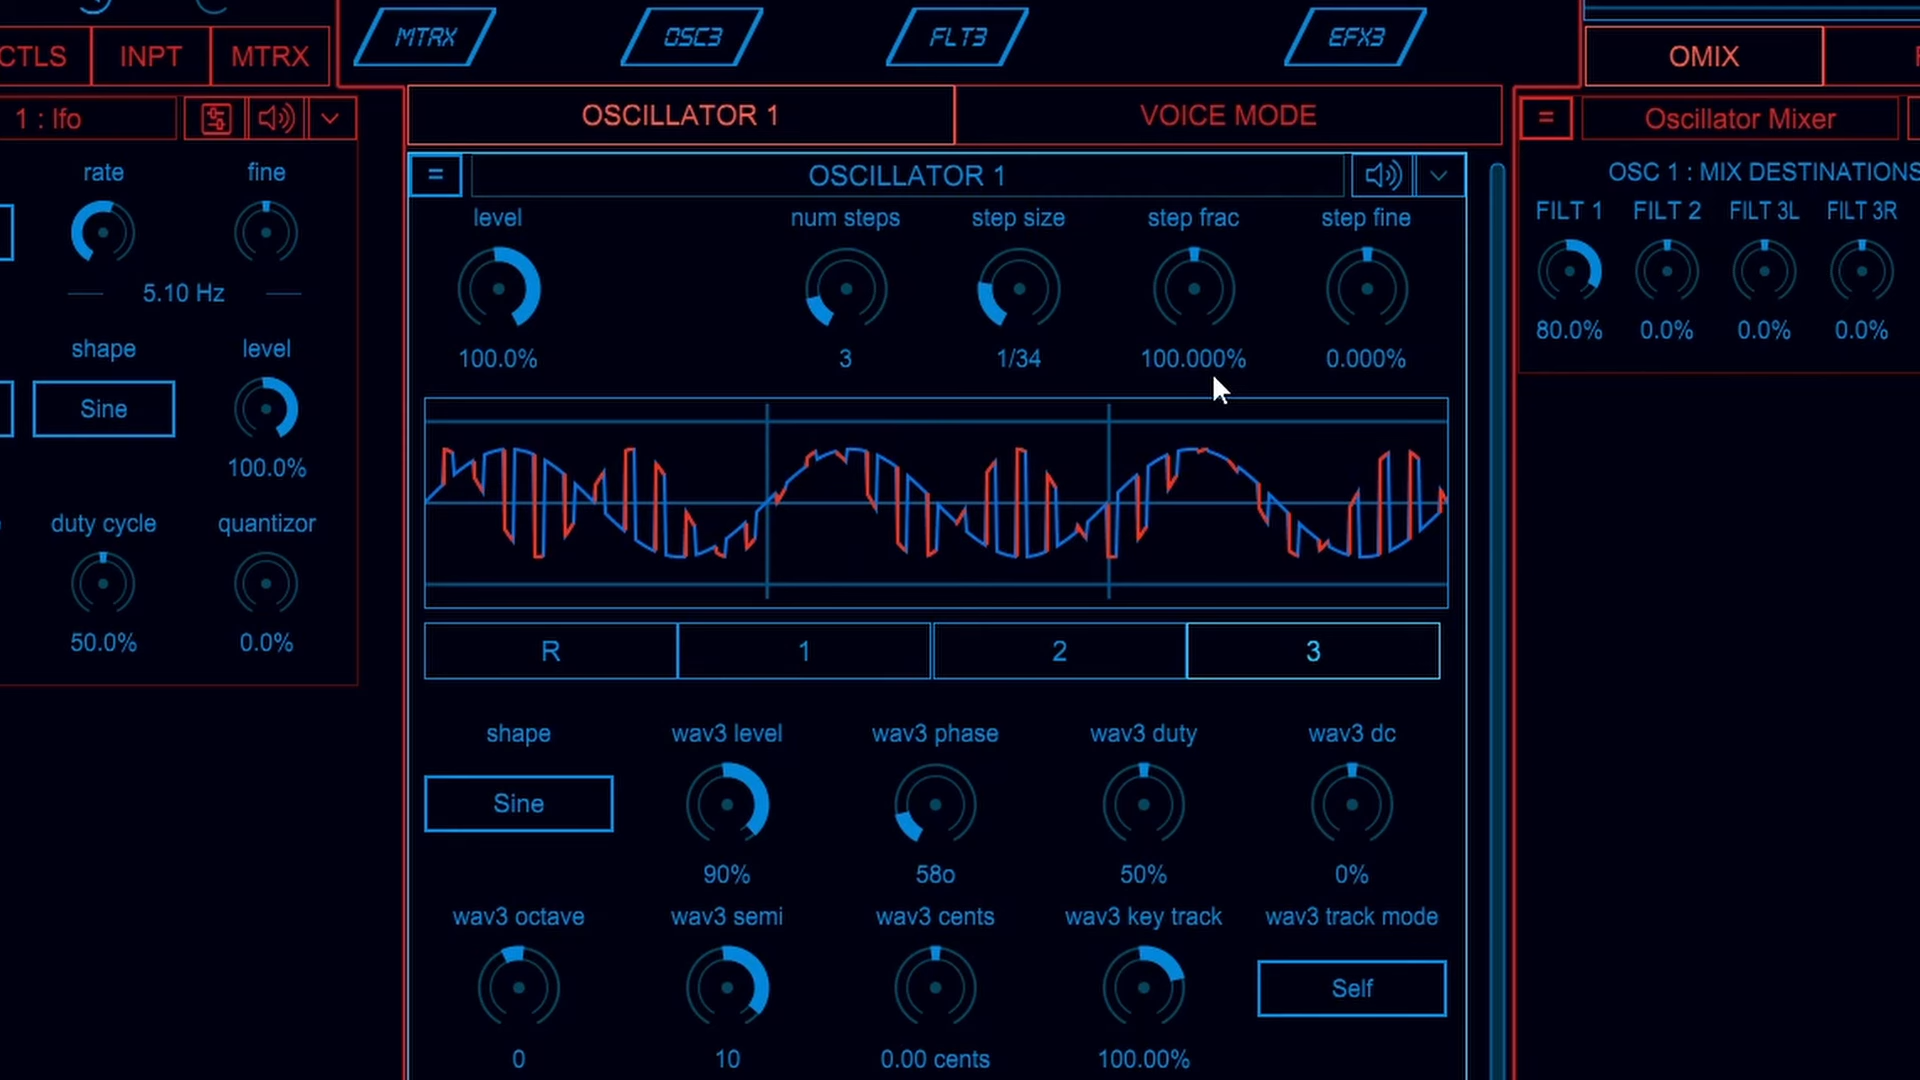 MTRX OSC3 FLT3 EFX3
CTLS INPT MTRX
OMIX
OSCILLATOR 1 VOICE MODE
1 : lfo
Oscillator Mixer
= OSCILLATOR 1
=
rate fine
OSC 1 : MIX DESTINATIONS
level num steps step size step frac step fine
FILT 1 FILT 2 FILT 3L FILT 3R
5.10 Hz
80.0% 0.0% 0.0% 0.0%
100.0% 3 1/34 100.000% 0.000%
shape level
Sine
100.0%
duty cycle quantizor
50.0% 0.0%
R 1 2 3
shape wav3 level wav3 phase wav3 duty wav3 dc
Sine
90% 58o 50% 0%
wav3 octave wav3 semi wav3 cents wav3 key track wav3 track mode
Self
0 10 0.00 cents 100.00%